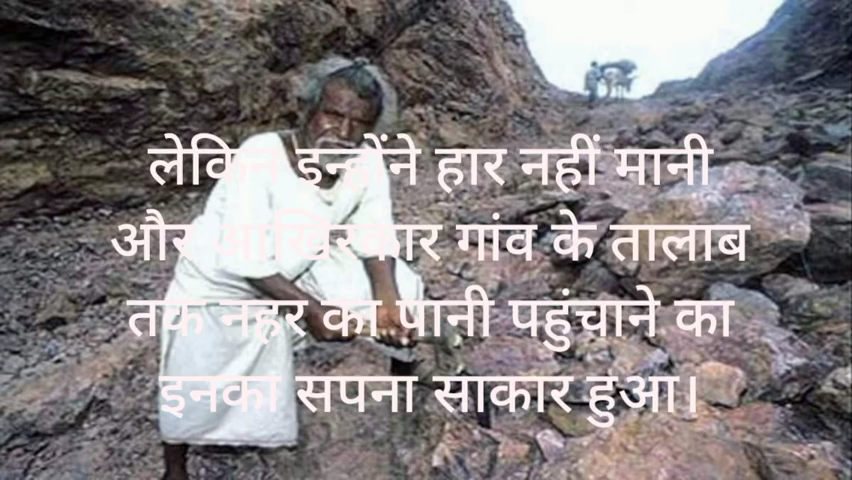 लेकिन इन्होंने हार नहीं मानी
और आखिरकार गांव के तालाब
तक नहर का पानी पहुंचाने का
इनका सपना साकार हुआ।